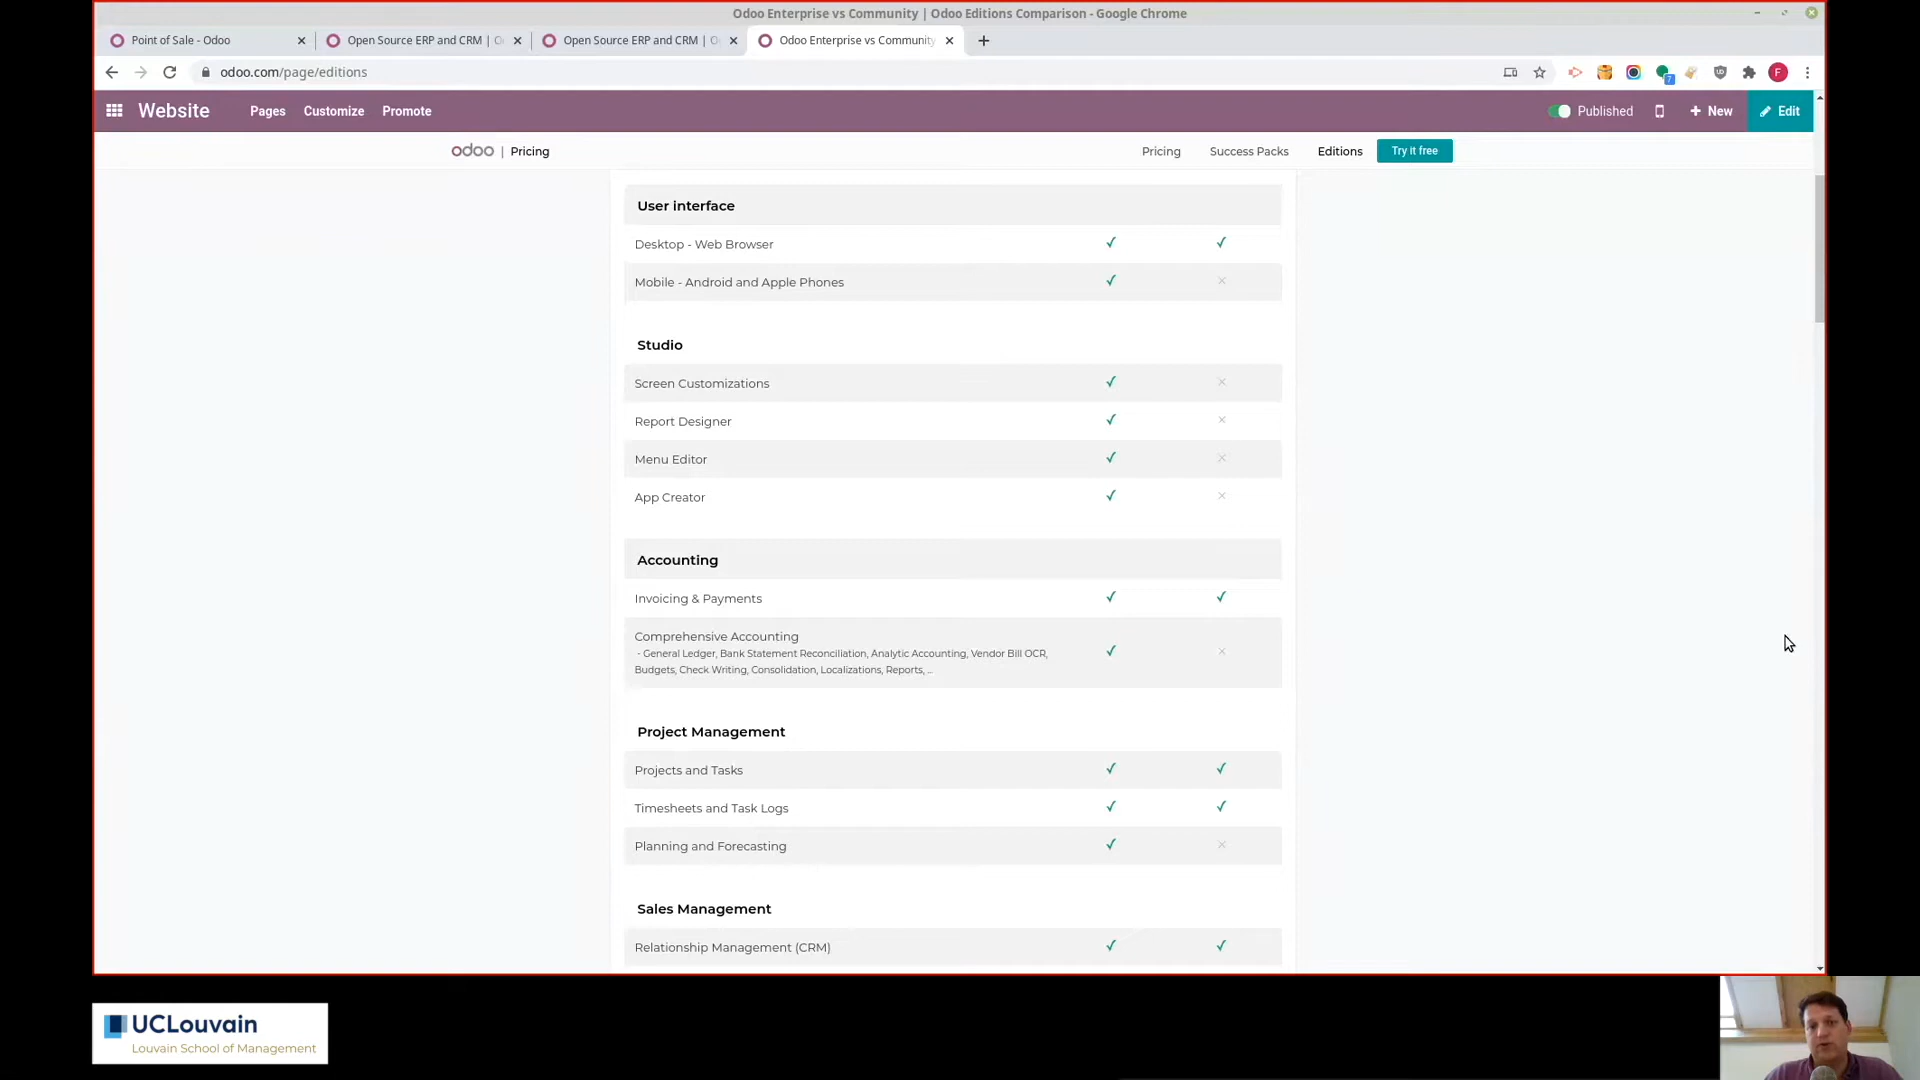 Odoo Enterprise vs Community | Odoo Editions Comparison - Google Chrome
Point of Sale - Odoo
Open Source ERP and CRM | O
Open Source ERP and CRM | O
Odoo Enterprise vs Community
odoo.com/page/editions
7
F
Website
Pages
Customize
Promote
Published
New
Edit
odoo | Pricing
Pricing
Success Packs
Editions
Try it free
User interface
Desktop - Web Browser
Mobile - Android and Apple Phones
Studio
Screen Customizations
Report Designer
Menu Editor
App Creator
Accounting
Invoicing & Payments
Comprehensive Accounting
- General Ledger, Bank Statement Reconciliation, Analytic Accounting, Vendor Bill OCR,
Budgets, Check Writing, Consolidation, Localizations, Reports, ...
Project Management
Projects and Tasks
Timesheets and Task Logs
Planning and Forecasting
Sales Management
Relationship Management (CRM)
UCLouvain
Louvain School of Management